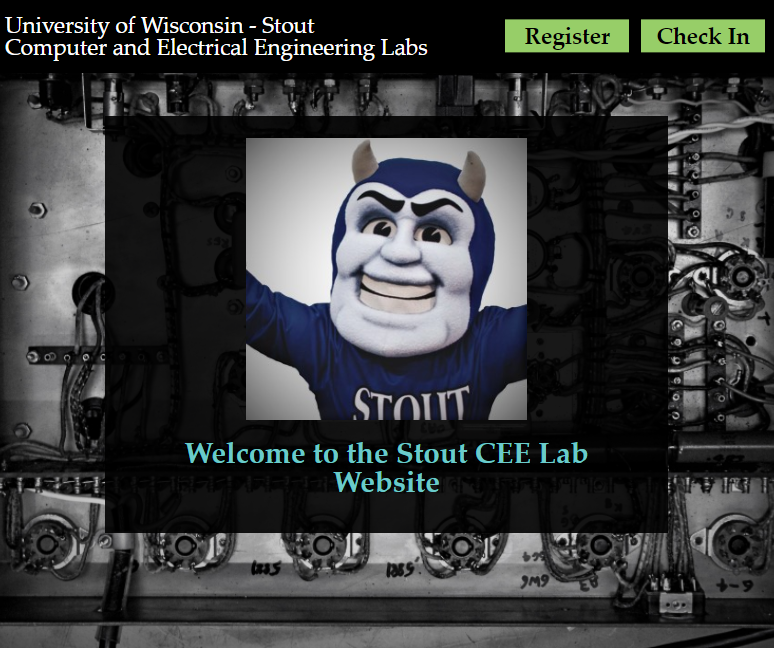 University of Wisconsin - Stout
Computer and Electrical Engineering Labs
Register
Check In
STOUT
Welcome to the Stout CEE Lab
Website